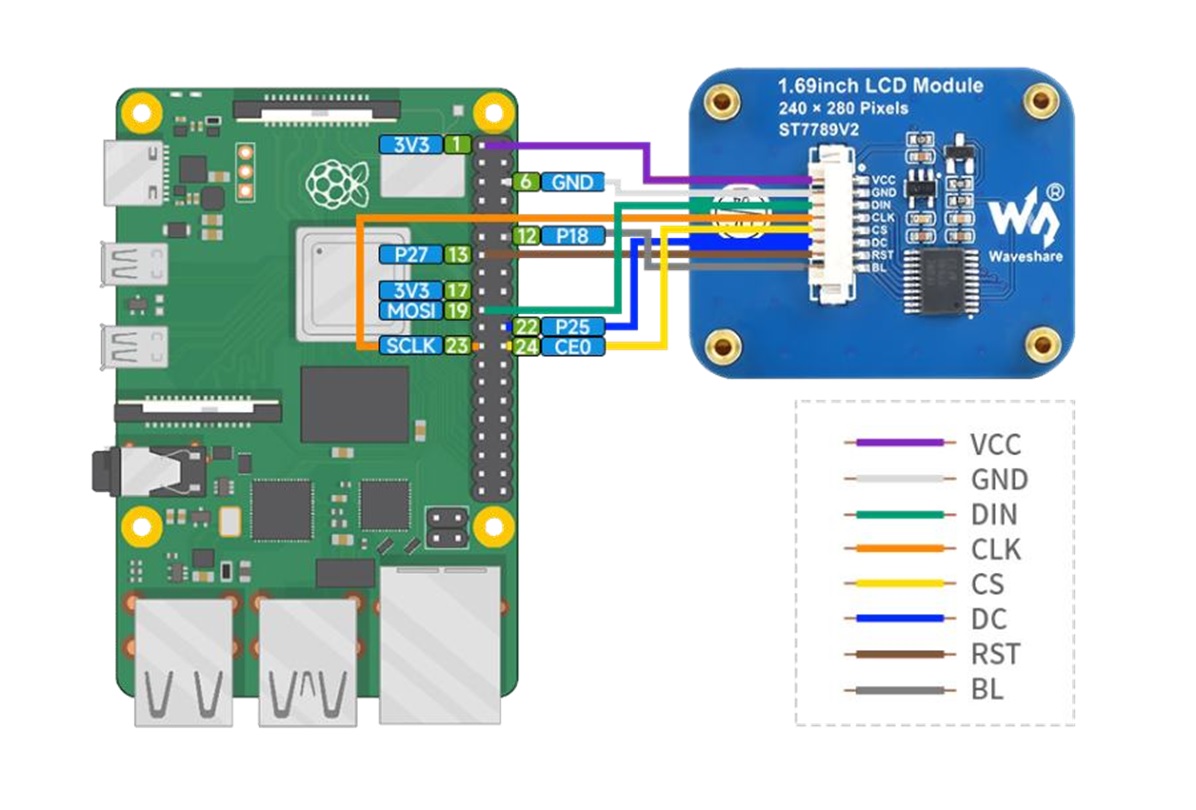 1.69inch LCD Module
240 × 280 Pixels
ST7789V2
3V3 1
6 GND
12 P18
P27 13
3V3 17
MOSI 19
22 P25
SCLK 23
24 CE0
VCC
GND
DIN
CLK
CS
DC
RST
BL
®
Waveshare
VCC
GND
DIN
CLK
CS
DC
RST
BL